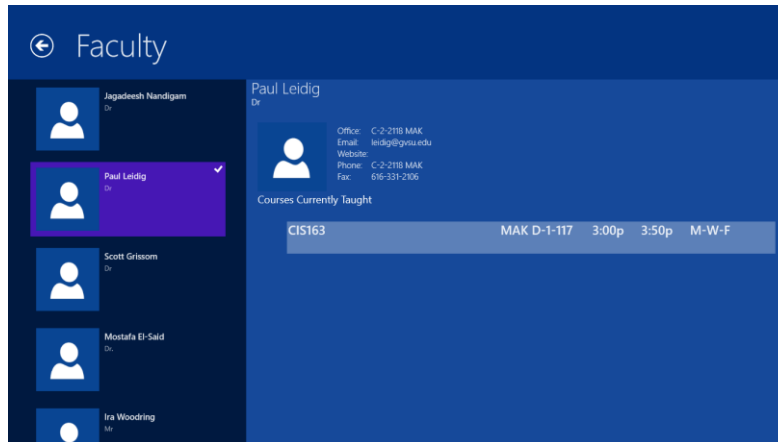 Faculty
Jagadeesh Nandigam
Dr
Paul Leidig
Dr
Scott Grissom
Dr
Mostafa El-Said
Dr.
Ira Woodring
Mr
Paul Leidig
Dr
Office: C-2-2118 MAK
Email: leidig@gvsu.edu
Website:
Phone: C-2-2118 MAK
Fax: 616-331-2106
Courses Currently Taught
CIS163 MAK D-1-117 3:00p 3:50p M-W-F